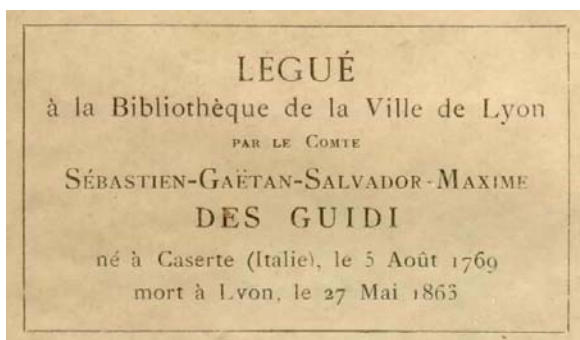 LEGUÉ
à la Bibliothèque de la Ville de Lyon
PAR LE COMTE
SÉBASTIEN-GAËTAN-SALVADOR-MAXIME
DES GUIDI
né à Caserte (Italie), le 5 Août 1769
mort à Lyon, le 27 Mai 1863